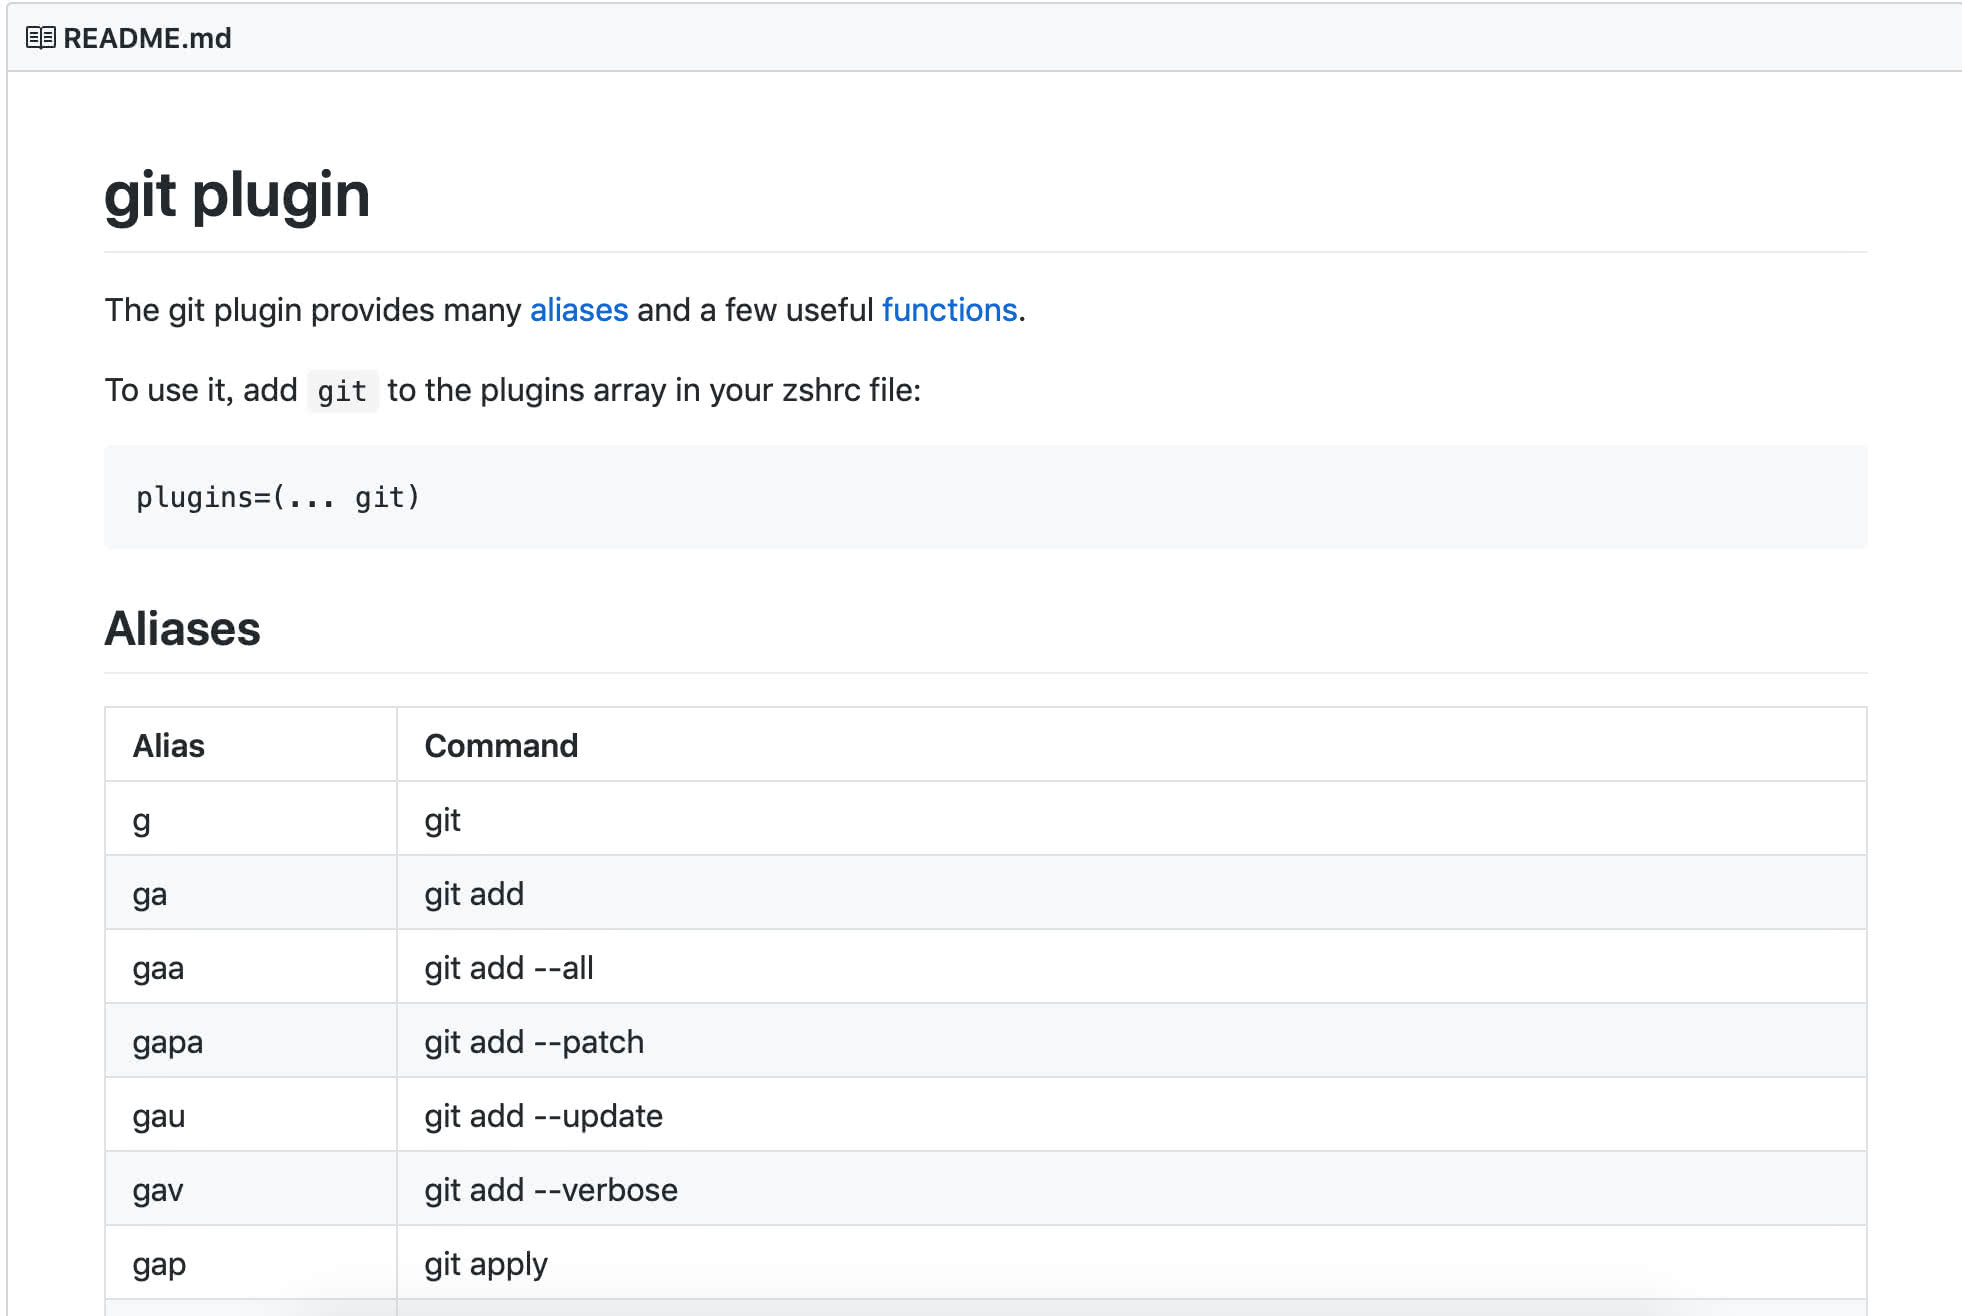 README.md
git plugin
The git plugin provides many aliases and a few useful functions.
To use it, add git to the plugins array in your zshrc file:
plugins=(... git)
Aliases
Alias Command
g git
ga git add
gaa git add --all
gapa git add --patch
gau git add --update
gav git add --verbose
gap git apply